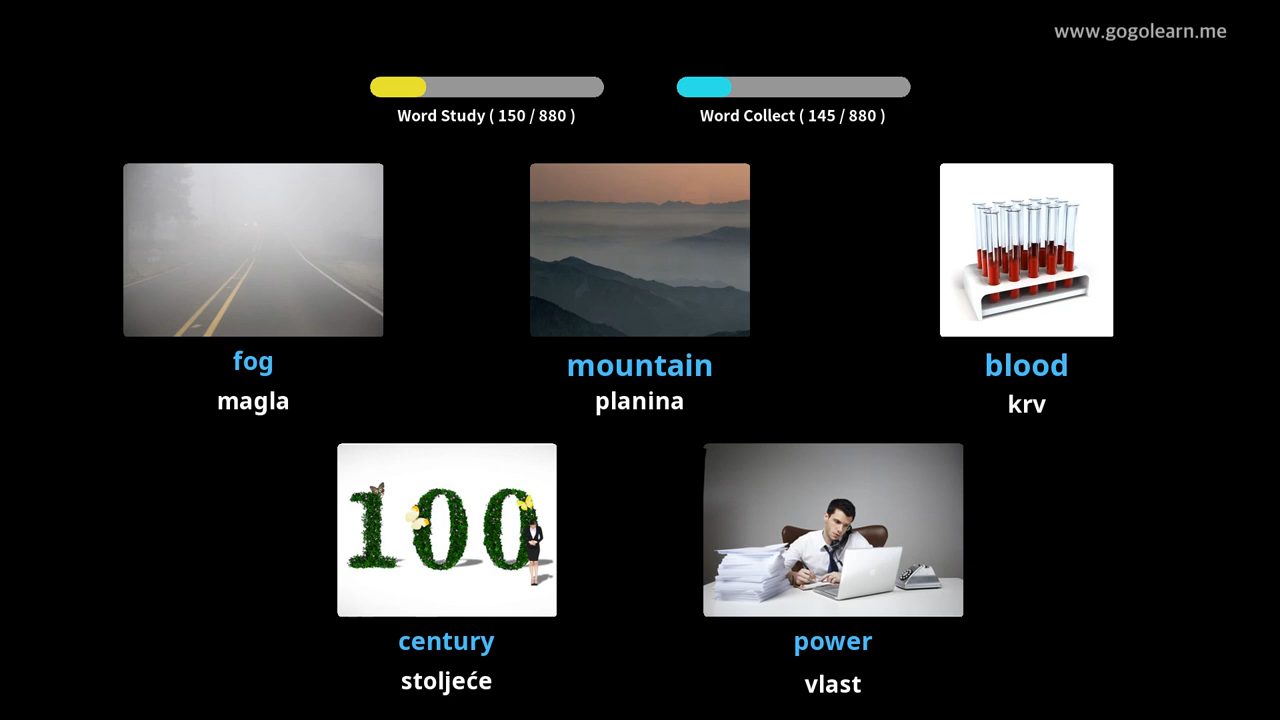 www.gogolearn.me
Word Study ( 150 / 880 )
Word Collect ( 145 / 880 )
fog
magla
mountain
planina
blood
krv
100
century
stoljeće
power
vlast